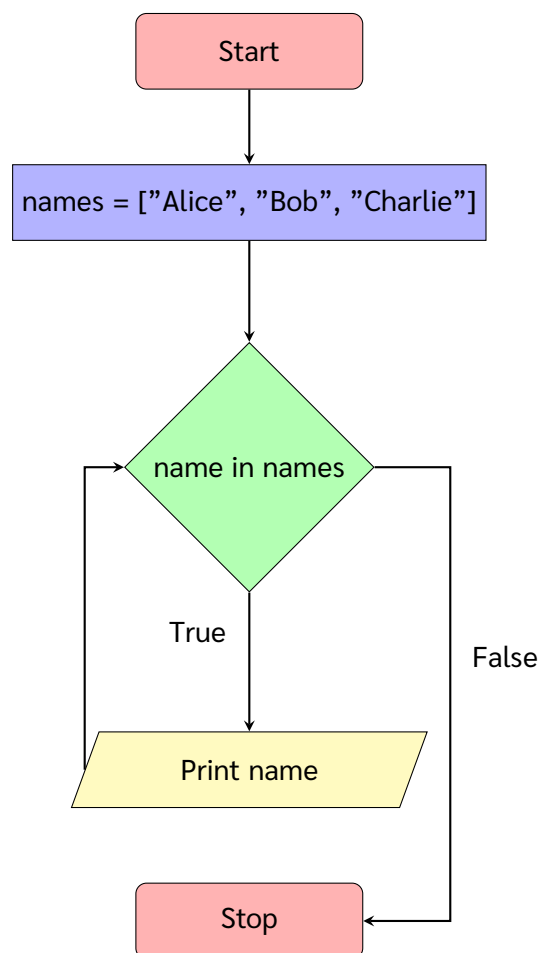 Start
names = [”Alice”, ”Bob”, ”Charlie”]
name in names
True
False
Print name
Stop